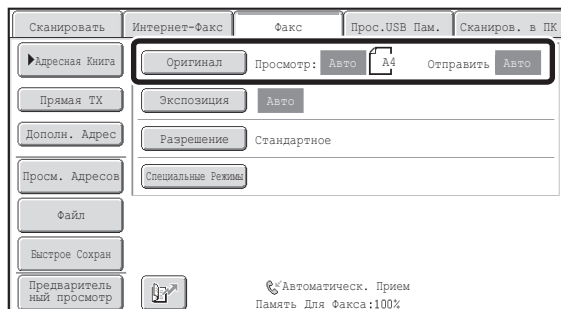 Сканировать Интернет-Факс Факс Прос.USB Пам. Сканиров. в ПК
Адресная Книга
Оригинал Просмотр: Авто A4 Отправить Авто
Прямая TX
Экспозиция Авто
Дополн. Адрес
Разрешение Стандартное
Просм. Адресов
Специальные Режимы
Файл
Быстрое Сохран
Предваритель
ный просмотр
Автоматическ. Прием
Память Для Факса:100%